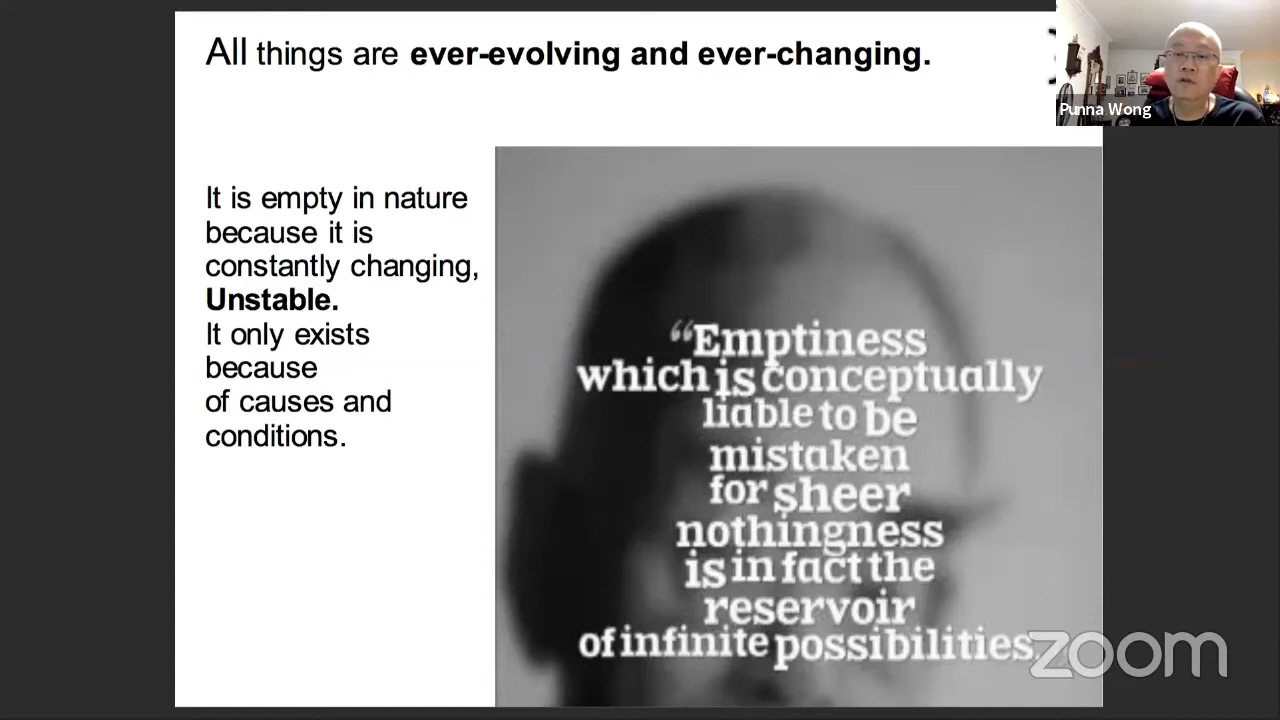 All things are ever-evolving and ever-changing.
Punna Wong
It is empty in nature
because it is
constantly changing,
Unstable.
It only exists
because
of causes and
conditions.
“Emptiness
which is conceptually
liable to be
mistaken
for sheer
nothingness
is in fact the
reservoir
of infinite possibilities.
zoom